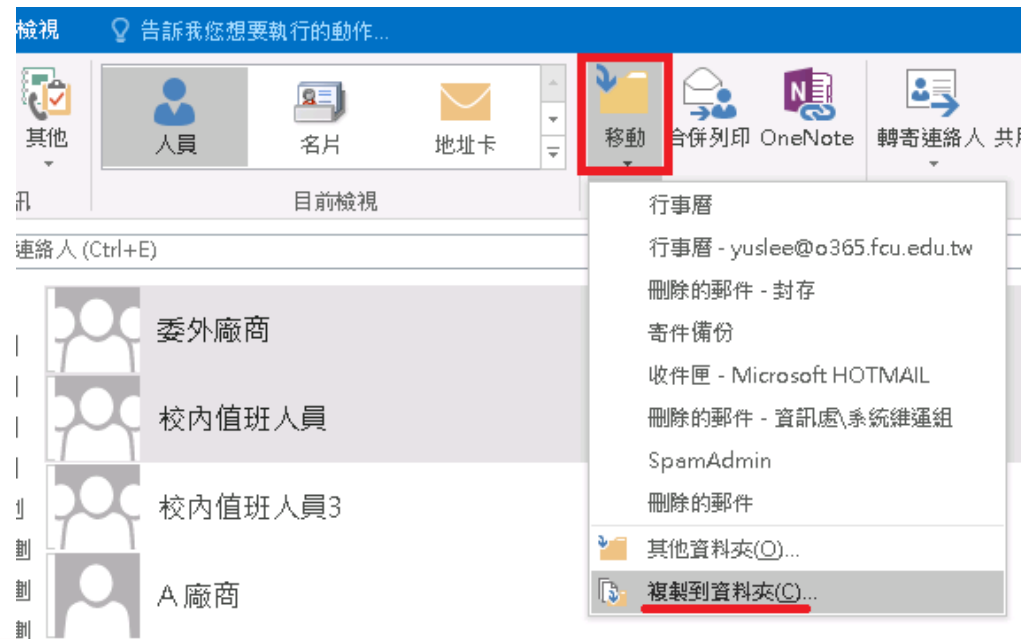 檢視 告訴我您想要執行的動作...
其他 人員 名片 地址卡 移動 合併列印 OneNote 轉寄連絡人 共用
訊 目前檢視
連絡人 (Ctrl+E)
委外廠商
校內值班人員
校內值班人員3
A 廠商
劃
劃
劃
行事曆
行事曆 - yuslee@o365.fcu.edu.tw
刪除的郵件 - 封存
寄件備份
收件匣 - Microsoft HOTMAIL
刪除的郵件 - 資訊處\系統維運組
SpamAdmin
刪除的郵件
其他資料夾(O)...
複製到資料夾(C)...